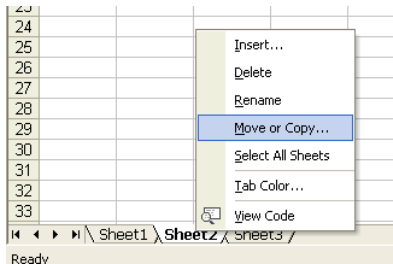 23
24
25
Insert...
26
Delete
27
Rename
28
29
Move or Copy...
30
Select All Sheets
31
32
Tab Color...
33
View Code
Sheet1 Sheet2 Sheet3
Ready